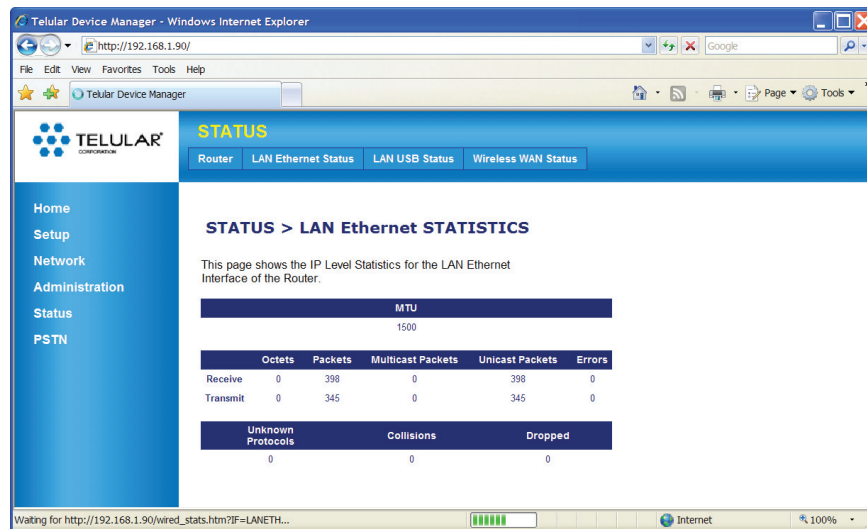 Telular Device Manager - Windows Internet Explorer
http://192.168.1.90/
Google
File Edit View Favorites Tools Help
Telular Device Manager
Page Tools
TELULAR
CORPORATION
STATUS
Router LAN Ethernet Status LAN USB Status Wireless WAN Status
Home
Setup
Network
Administration
Status
PSTN
STATUS > LAN Ethernet STATISTICS
This page shows the IP Level Statistics for the LAN Ethernet
Interface of the Router.
MTU
1500
Octets Packets Multicast Packets Unicast Packets Errors
Receive 0 398 0 398 0
Transmit 0 345 0 345 0
Unknown
Protocols Collisions Dropped
0 0 0
Waiting for http://192.168.1.90/wired_stats.htm?IF=LANETH...
Internet
100%